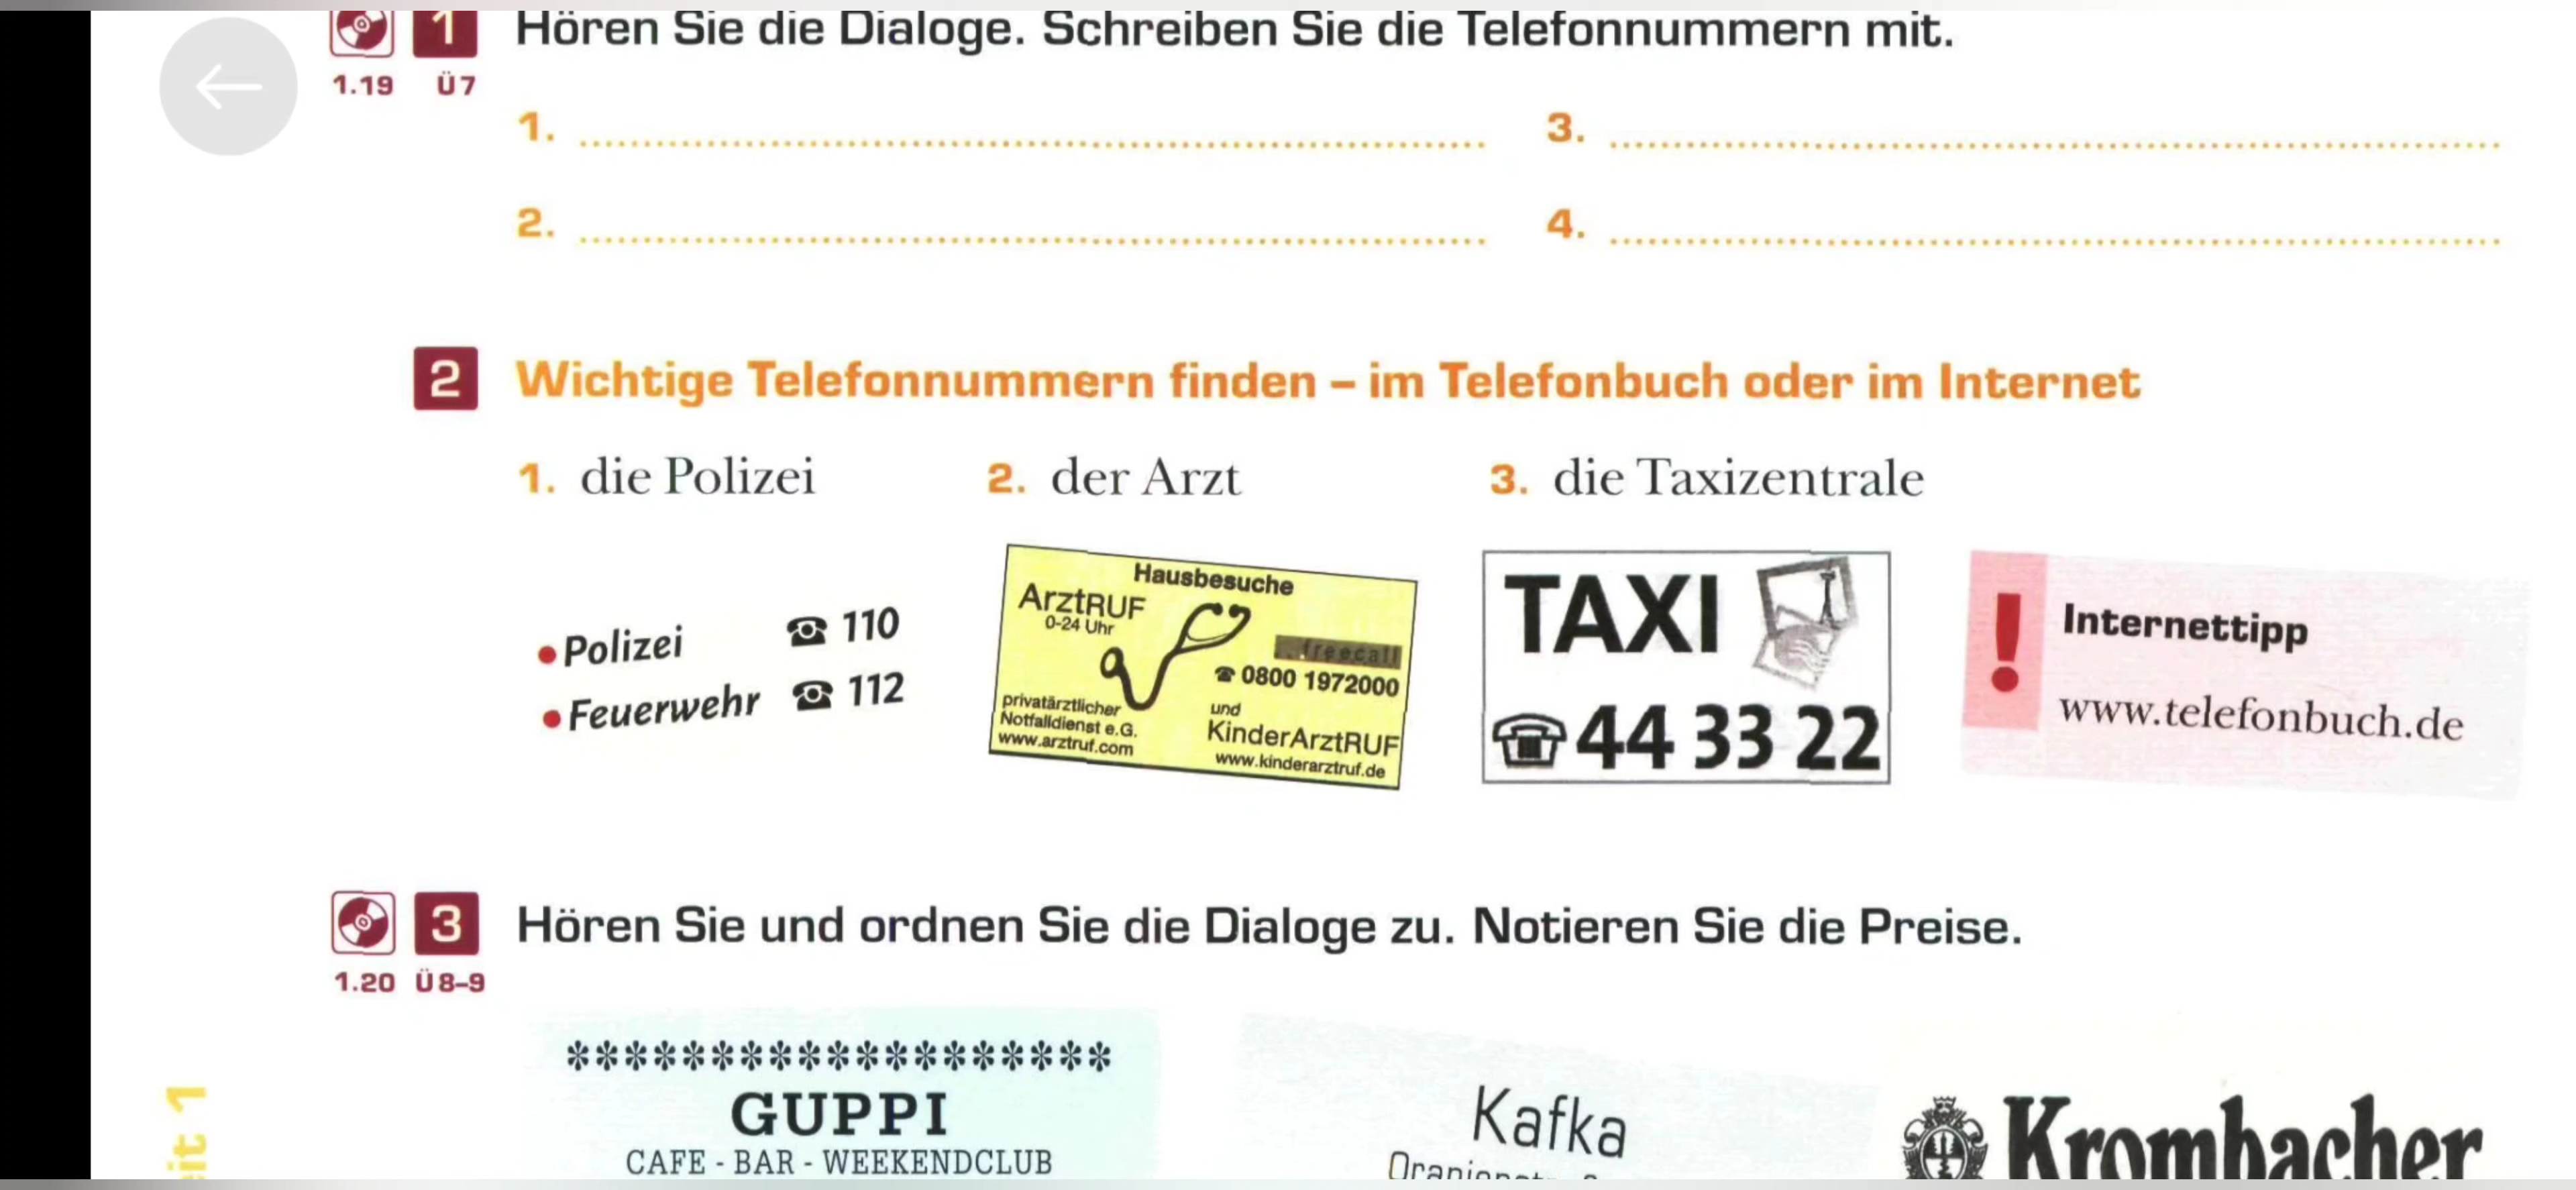 1 Hören Sie die Dialoge. Schreiben Sie die Telefonnummern mit.
1.19 Ü7
1. 3.
2. 4.
2 Wichtige Telefonnummern finden – im Telefonbuch oder im Internet
1. die Polizei 2. der Arzt 3. die Taxizentrale
• Polizei ☎ 110
• Feuerwehr ☎ 112
Hausbesuche
ArztRUF
0-24 Uhr
...freecall
☎ 0800 1972000
privatärztlicher
Notfalldienst e.G.
www.arztruf.com
und
KinderArztRUF
www.kinderarztruf.de
TAXI
☎ 44 33 22
! Internettipp
www.telefonbuch.de
3 Hören Sie und ordnen Sie die Dialoge zu. Notieren Sie die Preise.
1.20 Ü8–9
*******************
GUPPI
CAFE - BAR - WEEKENDCLUB
Kafka
Krombacher
1